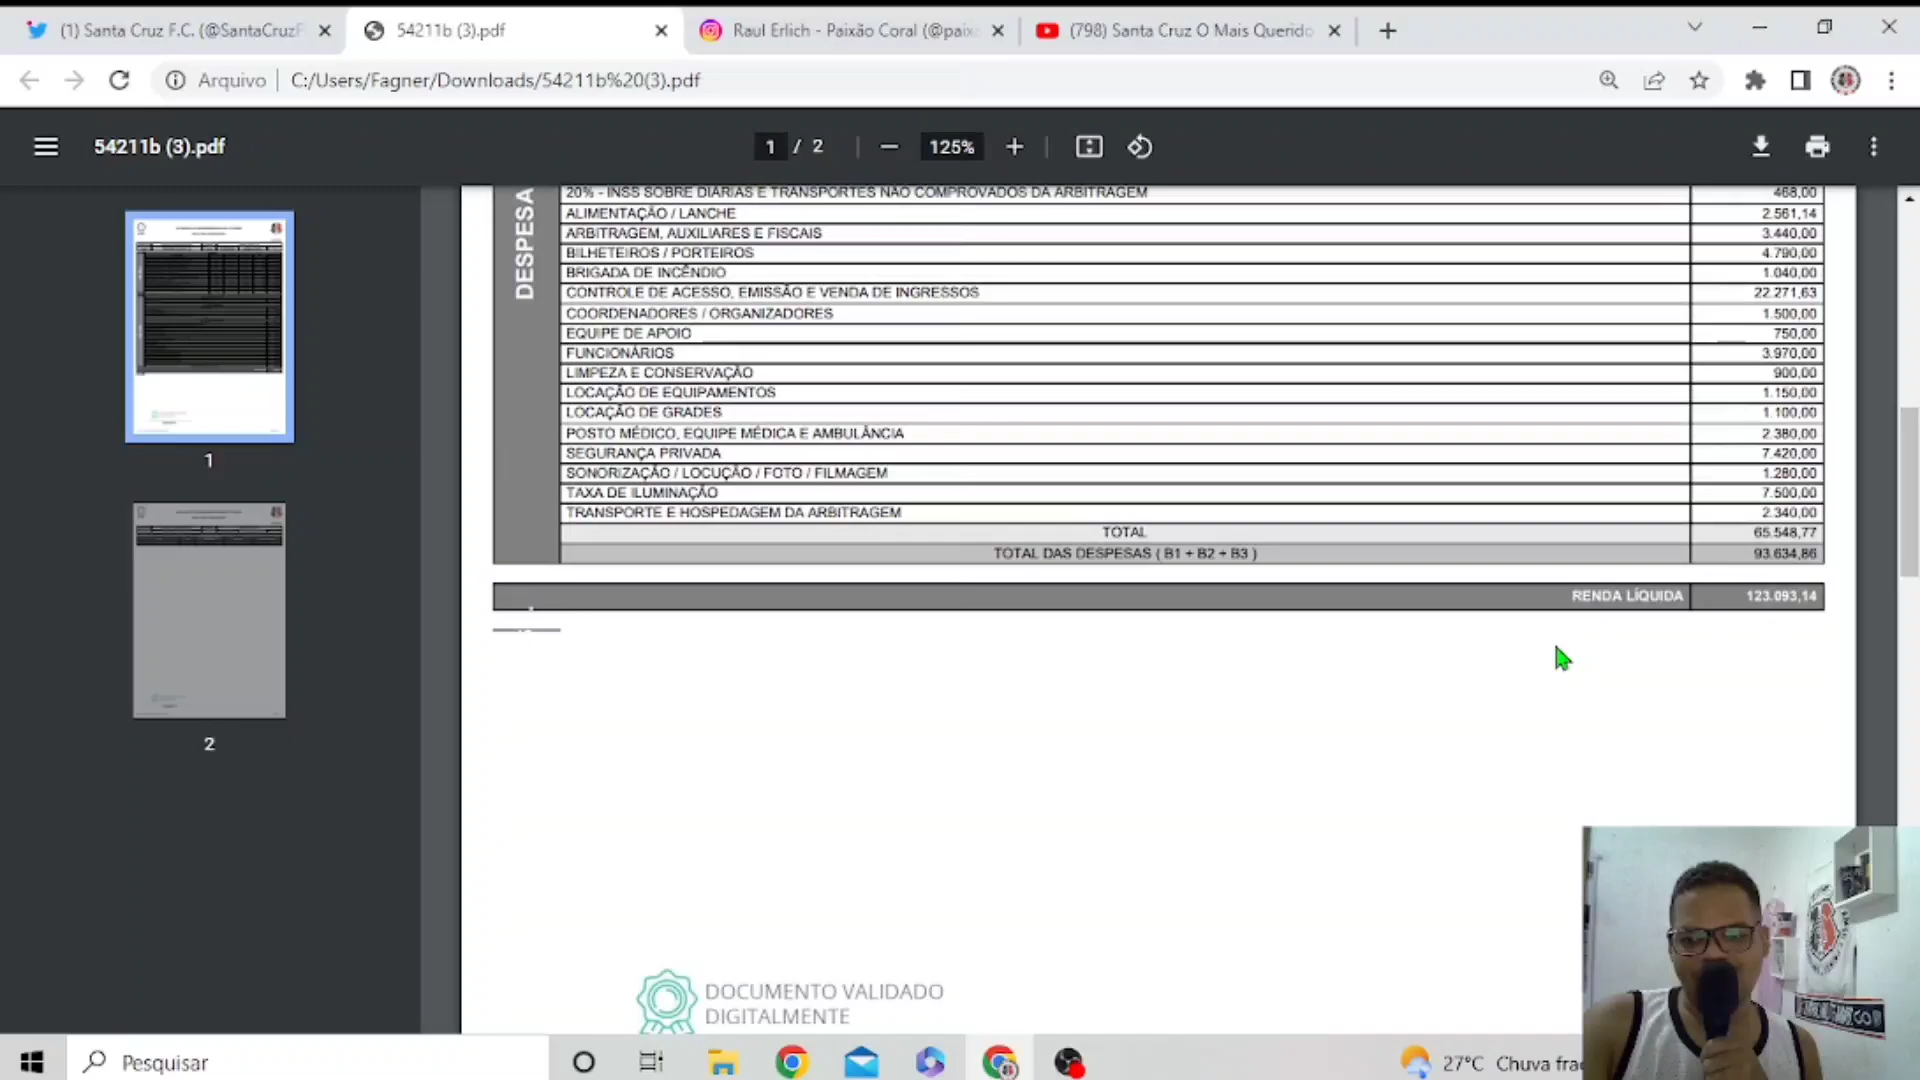 (1) Santa Cruz F.C. (@SantaCruzF
54211b (3).pdf
Raul Erlich - Paixão Coral (@paix
(798) Santa Cruz O Mais Querido
Arquivo
C:/Users/Fagner/Downloads/54211b%20(3).pdf
54211b (3).pdf
1 / 2
125%
DESPESA
20% - INSS SOBRE DIÁRIAS E TRANSPORTES NÃO COMPROVADOS DA ARBITRAGEM 468,00
ALIMENTAÇÃO / LANCHE 2.561,14
ARBITRAGEM, AUXILIARES E FISCAIS 3.440,00
BILHETEIROS / PORTEIROS 4.790,00
BRIGADA DE INCÊNDIO 1.040,00
CONTROLE DE ACESSO, EMISSÃO E VENDA DE INGRESSOS 22.271,63
COORDENADORES / ORGANIZADORES 1.500,00
EQUIPE DE APOIO 750,00
FUNCIONÁRIOS 3.970,00
LIMPEZA E CONSERVAÇÃO 900,00
LOCAÇÃO DE EQUIPAMENTOS 1.150,00
LOCAÇÃO DE GRADES 1.100,00
POSTO MÉDICO, EQUIPE MÉDICA E AMBULÂNCIA 2.380,00
SEGURANÇA PRIVADA 7.420,00
SONORIZAÇÃO / LOCUÇÃO / FOTO / FILMAGEM 1.280,00
TAXA DE ILUMINAÇÃO 7.500,00
TRANSPORTE E HOSPEDAGEM DA ARBITRAGEM 2.340,00
TOTAL 65.548,77
TOTAL DAS DESPESAS ( B1 + B2 + B3 ) 93.634,86
RENDA LÍQUIDA 123.093,14
1
2
DOCUMENTO VALIDADO
DIGITALMENTE
Pesquisar
27°C Chuva frac